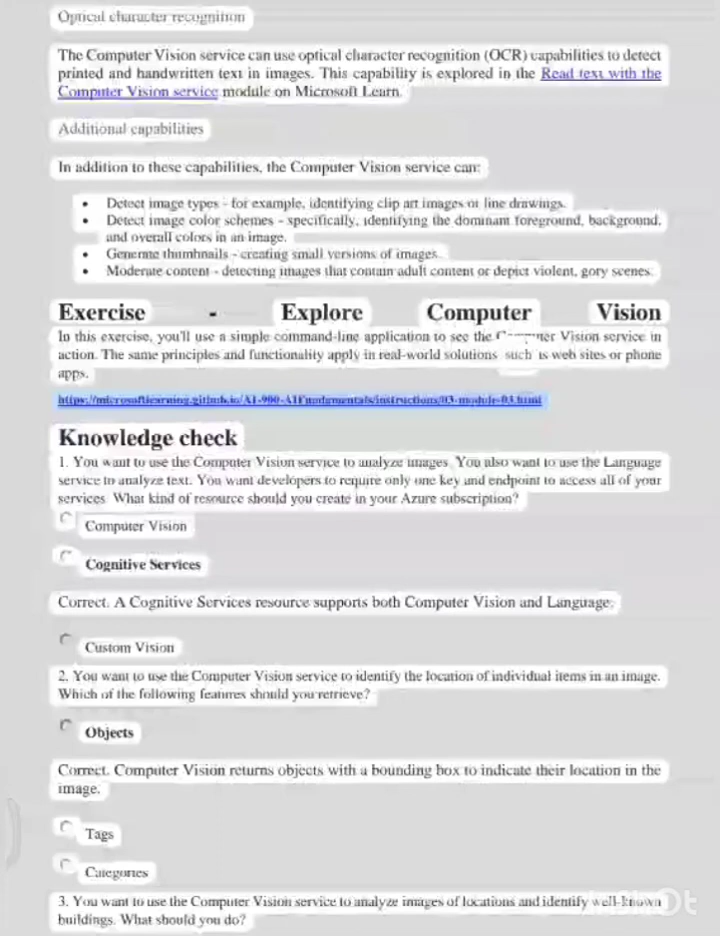 Optical character recognition
The Computer Vision service can use optical character recognition (OCR) capabilities to detect
printed and handwritten text in images. This capability is explored in the Read text with the
Computer Vision service module on Microsoft Learn.
Additional capabilities
In addition to these capabilities, the Computer Vision service can:
• Detect image types - for example, identifying clip art images or line drawings.
• Detect image color schemes - specifically, identifying the dominant foreground, background,
and overall colors in an image.
• Generate thumbnails - creating small versions of images.
• Moderate content - detecting images that contain adult content or depict violent, gory scenes.
Exercise - Explore Computer Vision
In this exercise, you'll use a simple command-line application to see the Vision service in
action. The same principles and functionality apply in real-world solutions, such as web sites or phone
apps.
https://microsoftlearning.github.io/AI-900-AIFundamentals/instructions/03-module-03.html
Knowledge check
1. You want to use the Computer Vision service to analyze images. You also want to use the Language
service to analyze text. You want developers to require only one key and endpoint to access all of your
services. What kind of resource should you create in your Azure subscription?
Computer Vision
Cognitive Services
Correct. A Cognitive Services resource supports both Computer Vision and Language.
Custom Vision
2. You want to use the Computer Vision service to identify the location of individual items in an image.
Which of the following features should you retrieve?
Objects
Correct. Computer Vision returns objects with a bounding box to indicate their location in the
image.
Tags
Categories
3. You want to use the Computer Vision service to analyze images of locations and identify well-known
buildings. What should you do?